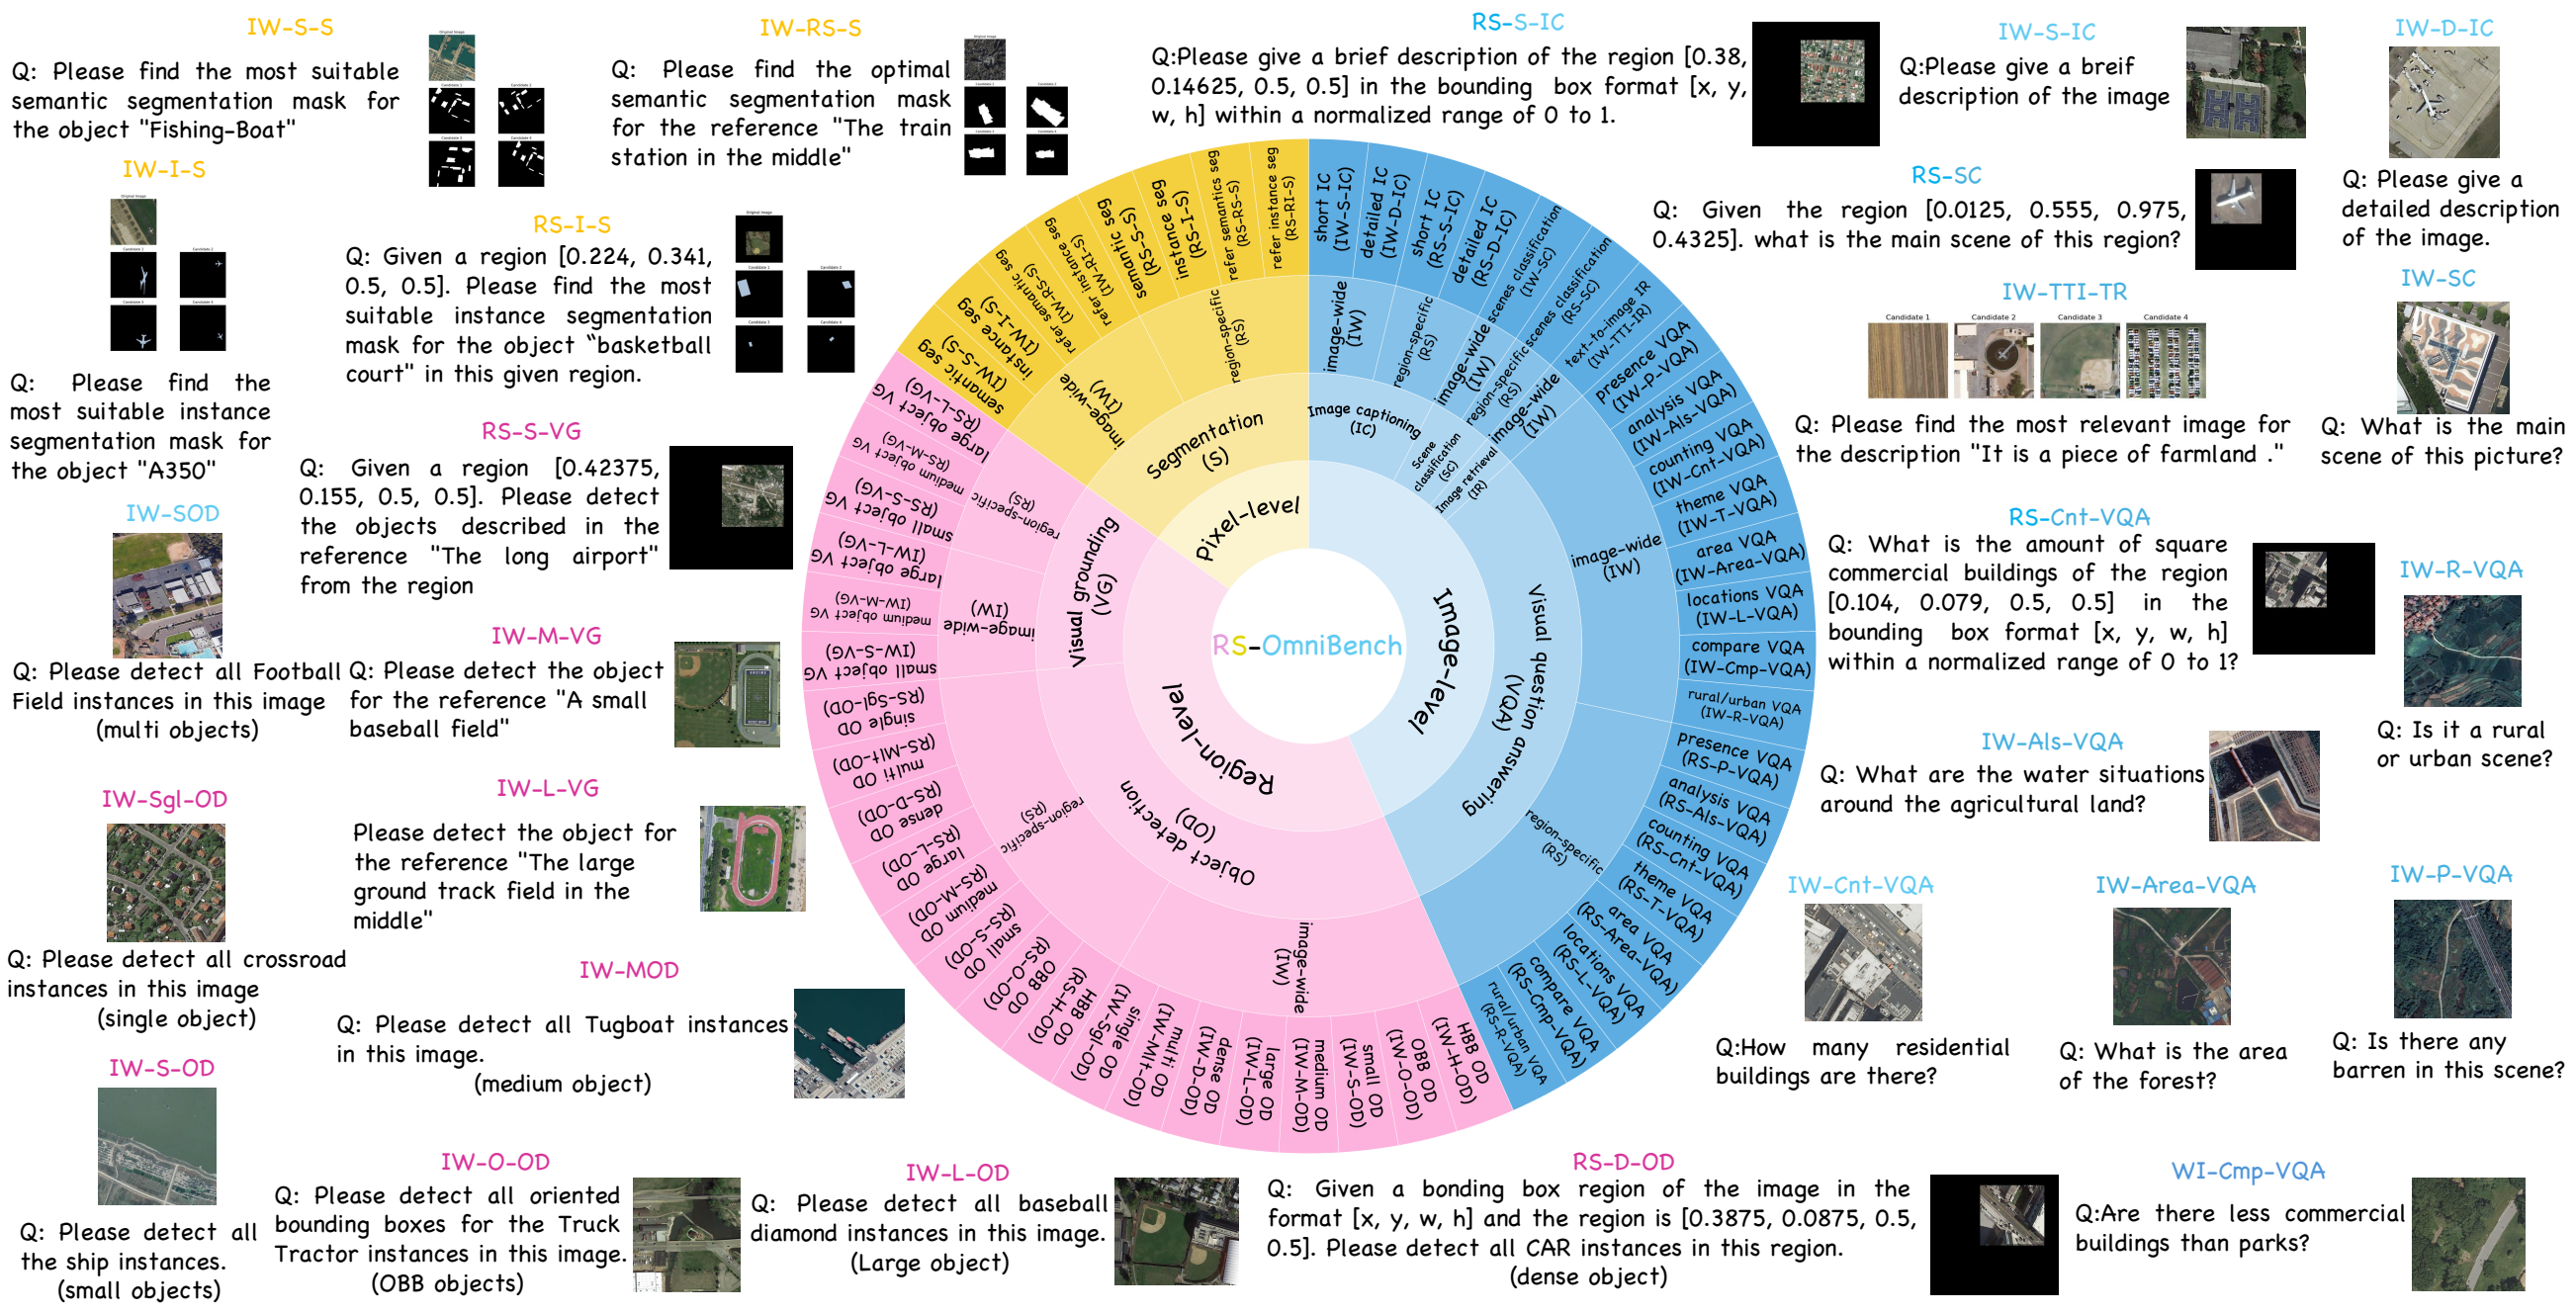 IW-S-S
Q: Please find the most suitable
semantic segmentation mask for
the object "Fishing-Boat"
IW-RS-S
Q: Please find the optimal
semantic segmentation mask
for the reference "The train
station in the middle"
RS-S-IC
Q:Please give a brief description of the region [0.38,
0.14625, 0.5, 0.5] in the bounding box format [x, y,
w, h] within a normalized range of 0 to 1.
IW-S-IC
Q:Please give a breif
description of the image
IW-D-IC
Q: Please give a
detailed description
of the image.
IW-I-S
Q: Please find the
most suitable instance
segmentation mask for
the object "A350"
RS-I-S
Q: Given a region [0.224, 0.341,
0.5, 0.5]. Please find the most
suitable instance segmentation
mask for the object “basketball
court" in this given region.
RS-SC
Q: Given the region [0.0125, 0.555, 0.975,
0.4325]. what is the main scene of this region?
IW-SC
Q: What is the main
scene of this picture?
IW-TTI-TR
Candidate 1
Candidate 2
Candidate 3
Candidate 4
Q: Please find the most relevant image for
the description "It is a piece of farmland ."
RS-S-VG
Q: Given a region [0.42375,
0.155, 0.5, 0.5]. Please detect
the objects described in the
reference "The long airport"
from the region
IW-SOD
Q: Please detect all Football
Field instances in this image
(multi objects)
IW-M-VG
Q: Please detect the object
for the reference "A small
baseball field"
RS-Cnt-VQA
Q: What is the amount of square
commercial buildings of the region
[0.104, 0.079, 0.5, 0.5] in the
bounding box format [x, y, w, h]
within a normalized range of 0 to 1?
IW-R-VQA
Q: Is it a rural
or urban scene?
IW-Als-VQA
Q: What are the water situations
around the agricultural land?
IW-Sgl-OD
Q: Please detect all crossroad
instances in this image
(single object)
IW-L-VG
Please detect the object for
the reference "The large
ground track field in the
middle"
IW-MOD
Q: Please detect all Tugboat instances
in this image.
(medium object)
IW-Cnt-VQA
Q:How many residential
buildings are there?
IW-Area-VQA
Q: What is the area
of the forest?
IW-P-VQA
Q: Is there any
barren in this scene?
IW-S-OD
Q: Please detect all
the ship instances.
(small objects)
IW-O-OD
Q: Please detect all oriented
bounding boxes for the Truck
Tractor instances in this image.
(OBB objects)
IW-L-OD
Q: Please detect all baseball
diamond instances in this image.
(Large object)
RS-D-OD
Q: Given a bonding box region of the image in the
format [x, y, w, h] and the region is [0.3875, 0.0875, 0.5,
0.5]. Please detect all CAR instances in this region.
(dense object)
WI-Cmp-VQA
Q:Are there less commercial
buildings than parks?
RS-OmniBench
Image-level
Image captioning
(IC)
image-wide
(IW)
short IC
(IW-S-IC)
detailed IC
(IW-D-IC)
region-specific
(RS)
short IC
(RS-S-IC)
detailed IC
(RS-D-IC)
Scene
classification
(SC)
image-wide
(IW)
scenes classification
(IW-SC)
region-specific
(RS)
scenes classification
(RS-SC)
Image retrieval
(IR)
image-wide
(IW)
text-to-image IR
(IW-TTI-IR)
Visual question answering
(VQA)
image-wide
(IW)
presence VQA
(IW-P-VQA)
analysis VQA
(IW-Als-VQA)
counting VQA
(IW-Cnt-VQA)
theme VQA
(IW-T-VQA)
area VQA
(IW-Area-VQA)
locations VQA
(IW-L-VQA)
compare VQA
(IW-Cmp-VQA)
rural/urban VQA
(IW-R-VQA)
region-specific
(RS)
presence VQA
(RS-P-VQA)
analysis VQA
(RS-Als-VQA)
counting VQA
(RS-Cnt-VQA)
theme VQA
(RS-T-VQA)
area VQA
(RS-Area-VQA)
locations VQA
(RS-L-VQA)
compare VQA
(RS-Cmp-VQA)
rural/urban VQA
(RS-R-VQA)
Region-level
Object detection
(OD)
image-wide
(IW)
HBB OD
(IW-H-OD)
OBB OD
(IW-O-OD)
small OD
(IW-S-OD)
medium OD
(IW-M-OD)
large OD
(IW-L-OD)
dense OD
(IW-D-OD)
multi OD
(IW-Mlt-OD)
single OD
(IW-Sgl-OD)
region-specific
(RS)
HBB OD
(RS-H-OD)
OBB OD
(RS-O-OD)
small OD
(RS-S-OD)
medium OD
(RS-M-OD)
large OD
(RS-L-OD)
dense OD
(RS-D-OD)
multi OD
(RS-Mlt-OD)
single OD
(RS-Sgl-OD)
Visual grounding
(VG)
image-wide
(IW)
small object VG
(IW-S-VG)
medium object VG
(IW-M-VG)
large object VG
(IW-L-VG)
region-specific
(RS)
small object VG
(RS-S-VG)
medium object VG
(RS-M-VG)
large object VG
(RS-L-VG)
Pixel-level
Segmentation
(S)
image-wide
(IW)
semantic seg
(IW-S-S)
instance seg
(IW-I-S)
refer semantic seg
(IW-RS-S)
refer instance seg
(IW-RI-S)
region-specific
(RS)
semantic seg
(RS-S-S)
instance seg
(RS-I-S)
refer semantics seg
(RS-RS-S)
refer instance seg
(RS-RI-S)